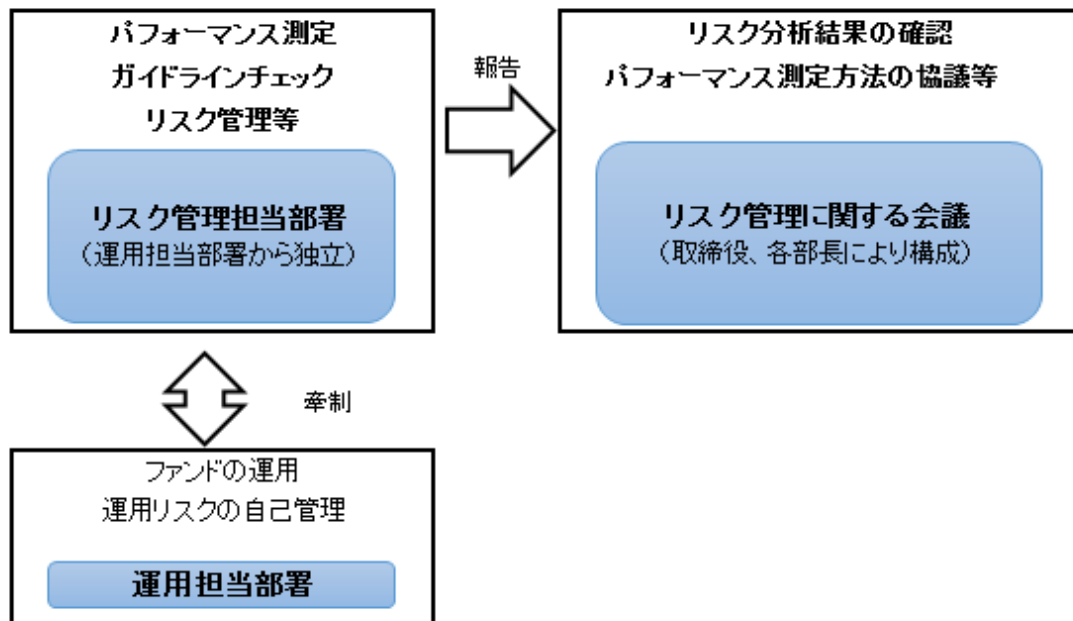 パフォーマンス測定
ガイドラインチェック
リスク管理等
リスク管理担当部署
（運用担当部署から独立）
報告
リスク分析結果の確認
パフォーマンス測定方法の協議等
リスク管理に関する会議
（取締役、各部長により構成）
牽制
ファンドの運用
運用リスクの自己管理
運用担当部署